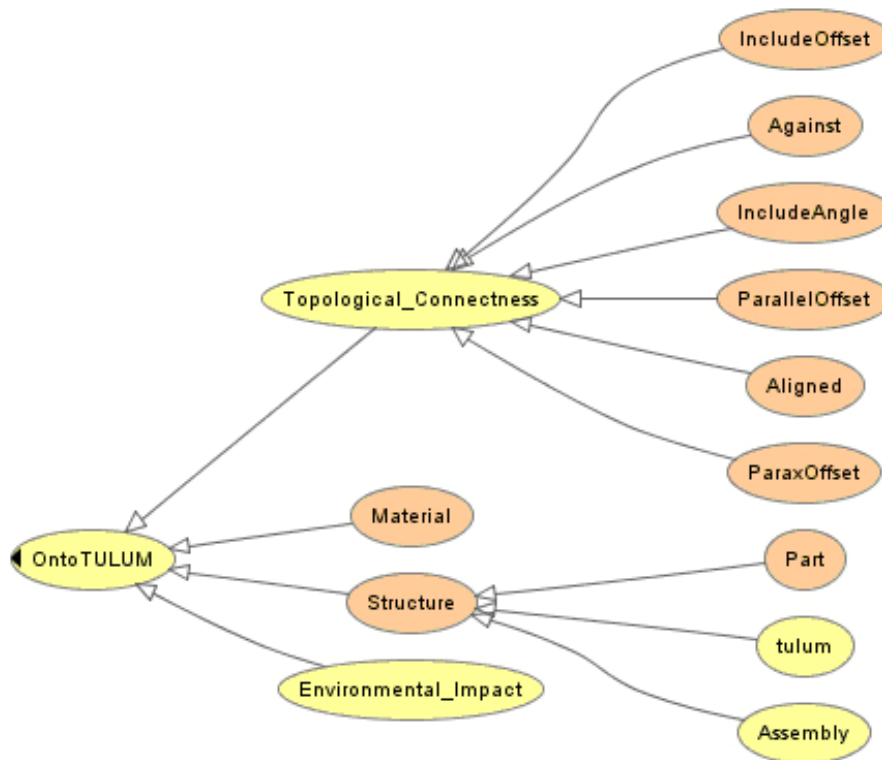 IncludeOffset
Against
IncludeAngle
Topological_Connectness
ParallelOffset
Aligned
ParaxOffset
Material
OntoTULUM
Part
Structure
tulum
Environmental_Impact
Assembly